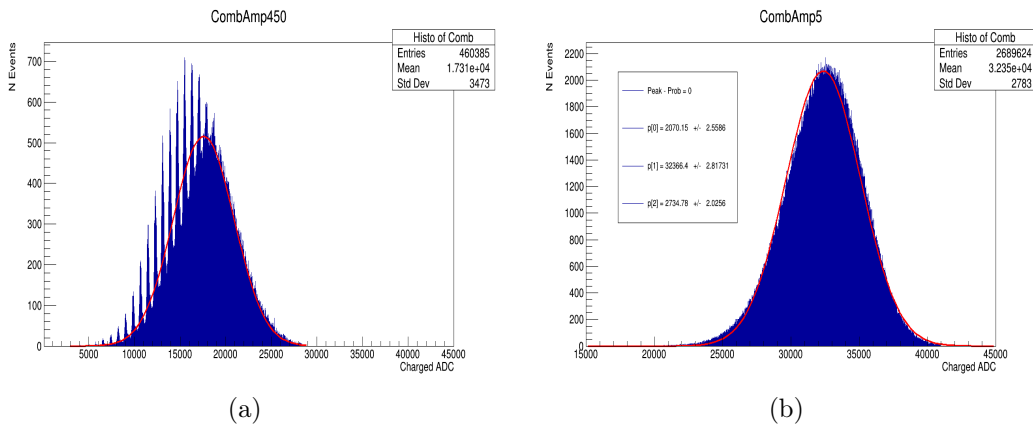 CombAmp450
Histo of Comb
Entries 460385
Mean 1.731e+04
Std Dev 3473
N Events
700
600
500
400
300
200
100
0
5000 10000 15000 20000 25000 30000 35000 40000 45000
Charged ADC
(a)
CombAmp5
Histo of Comb
Entries 2689624
Mean 3.235e+04
Std Dev 2783
N Events
2200
2000
1800
1600
1400
1200
1000
800
600
400
200
0
Peak - Prob = 0
p[0] = 2070.15 +/- 2.5586
p[1] = 32366.4 +/- 2.81731
p[2] = 2734.78 +/- 2.0256
15000 20000 25000 30000 35000 40000 45000
Charged ADC
(b)